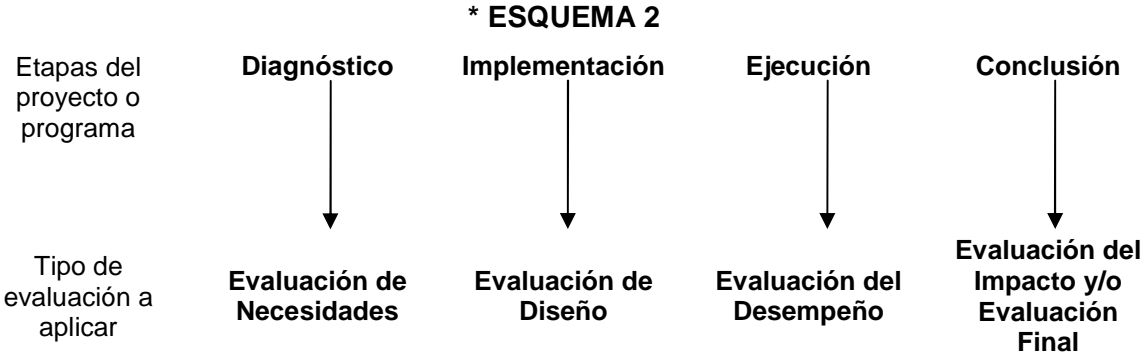 * ESQUEMA 2
Etapas del
proyecto o
programa
Diagnóstico
Implementación
Ejecución
Conclusión
Tipo de
evaluación a
aplicar
Evaluación de
Necesidades
Evaluación de
Diseño
Evaluación del
Desempeño
Evaluación del
Impacto y/o
Evaluación
Final